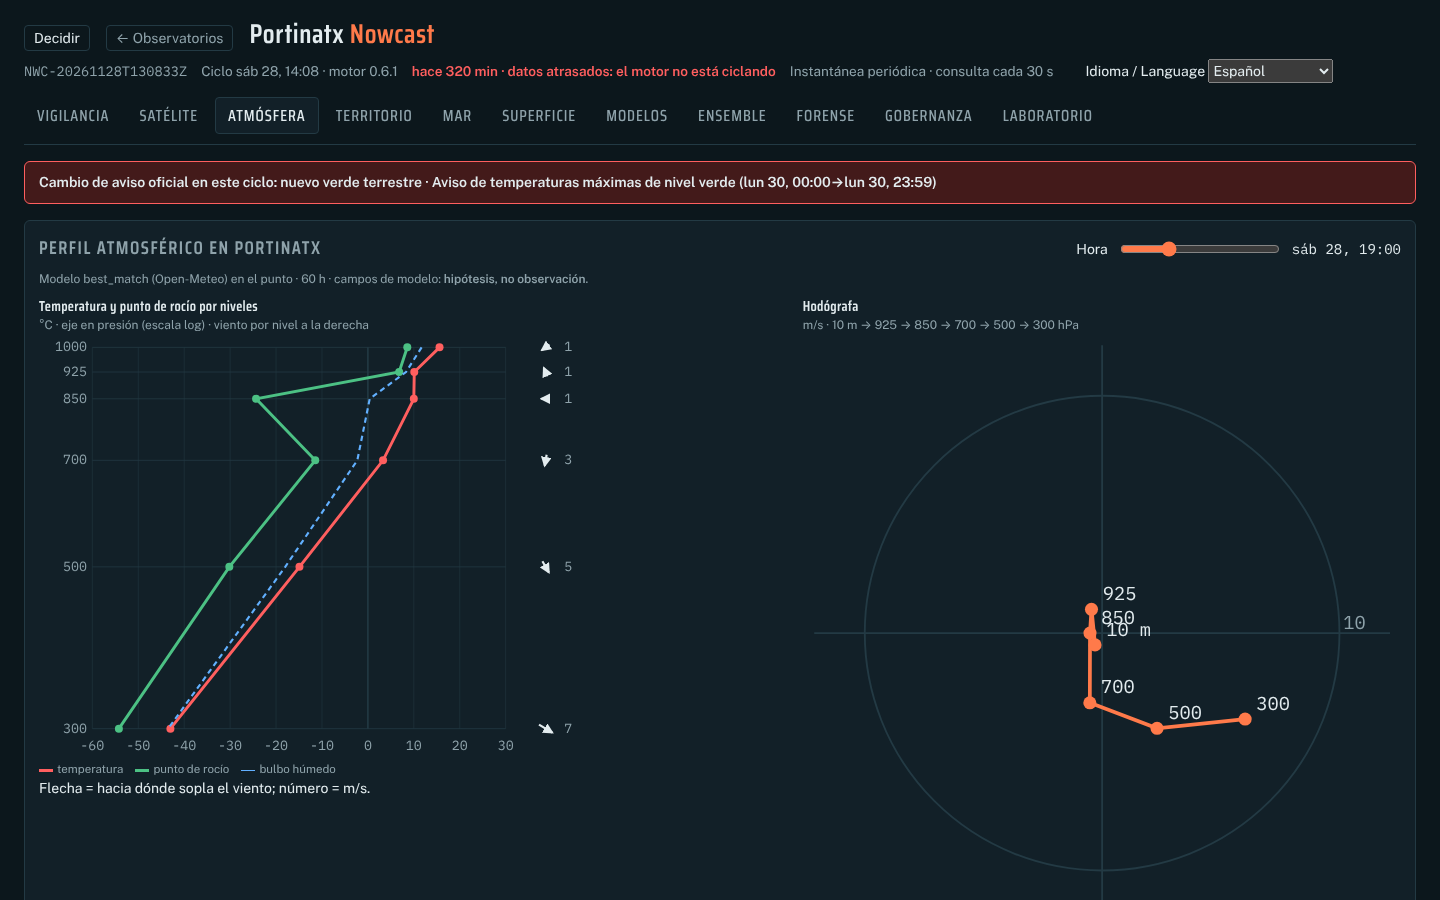 Decidir
← Observatorios
Portinatx Nowcast
NWC-20261128T130833Z Ciclo sáb 28, 14:08 · motor 0.6.1 hace 320 min · datos atrasados: el motor no está ciclando Instantánea periódica · consulta cada 30 s Idioma / Language Español
VIGILANCIA SATÉLITE ATMÓSFERA TERRITORIO MAR SUPERFICIE MODELOS ENSEMBLE FORENSE GOBERNANZA LABORATORIO
Cambio de aviso oficial en este ciclo: nuevo verde terrestre · Aviso de temperaturas máximas de nivel verde (lun 30, 00:00→lun 30, 23:59)
PERFIL ATMOSFÉRICO EN PORTINATX
Hora sáb 28, 19:00
Modelo best_match (Open-Meteo) en el punto · 60 h · campos de modelo: hipótesis, no observación.
Temperatura y punto de rocío por niveles
°C · eje en presión (escala log) · viento por nivel a la derecha
1000 1
925 1
850 1
700 3
500 5
300 7
-60 -50 -40 -30 -20 -10 0 10 20 30
temperatura punto de rocío bulbo húmedo
Flecha = hacia dónde sopla el viento; número = m/s.
Hodógrafa
m/s · 10 m → 925 → 850 → 700 → 500 → 300 hPa
925
850
10 m
10
700
500
300